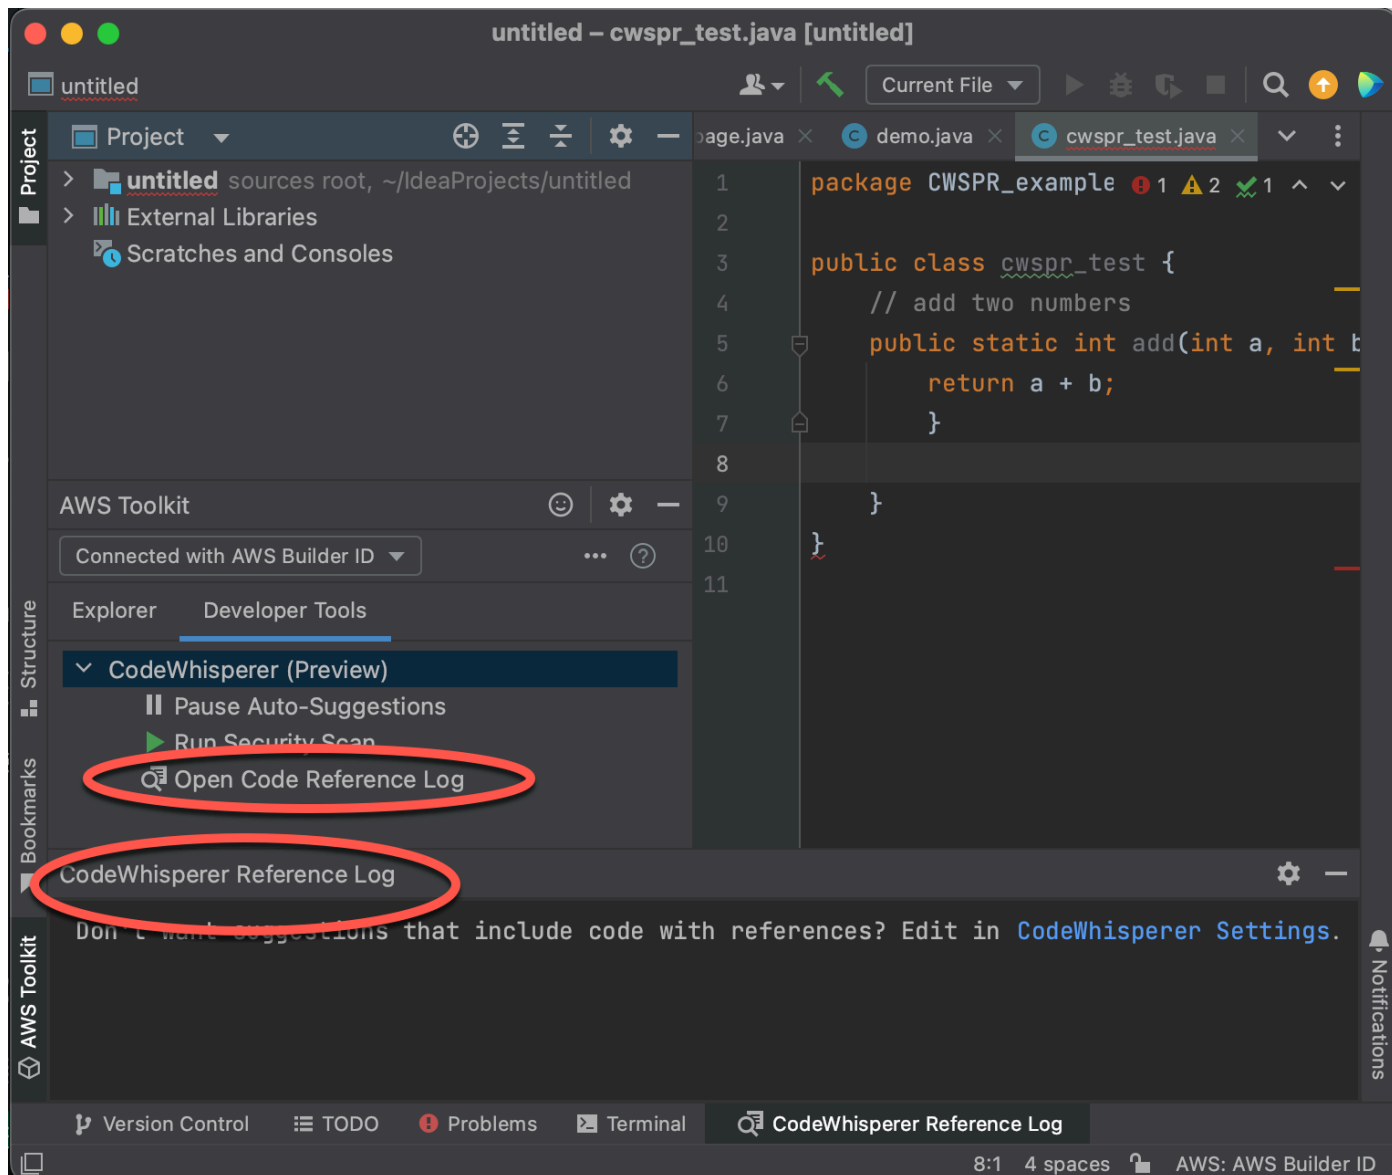 untitled – cwspr_test.java [untitled]
untitled
Current File
Project
Project
age.java
demo.java
cwspr_test.java
untitled sources root, ~/IdeaProjects/untitled
External Libraries
Scratches and Consoles
1 package CWSPR_example 1 2 1
2
3 public class cwspr_test {
4 // add two numbers
5 public static int add(int a, int b
6 return a + b;
7 }
8
9 }
10 }
11
AWS Toolkit
Connected with AWS Builder ID
Explorer
Developer Tools
Structure
CodeWhisperer (Preview)
Pause Auto-Suggestions
Run Security Scan
Open Code Reference Log
Bookmarks
CodeWhisperer Reference Log
Don't want suggestions that include code with references? Edit in CodeWhisperer Settings.
AWS Toolkit
Notifications
Version Control
TODO
Problems
Terminal
CodeWhisperer Reference Log
8:1 4 spaces AWS: AWS Builder ID